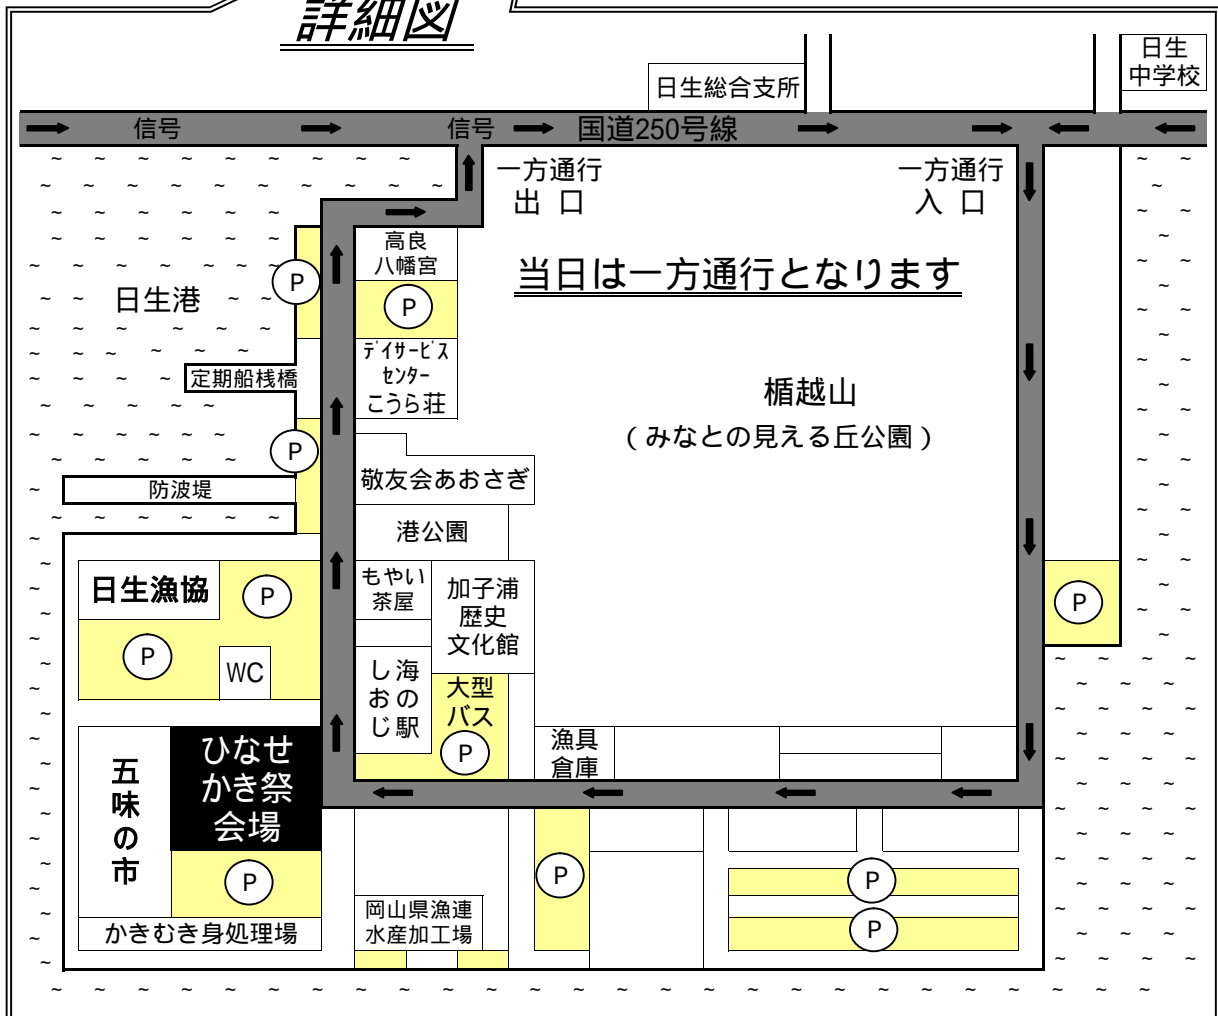 詳細図
日生
中学校
日生総合支所
信号
信号
国道250号線
一方通行
出 口
一方通行
入 口
高良
八幡宮
当日は一方通行となります
P
P
日生港
デイサービス
センター
こうら荘
定期船桟橋
楯越山
(みなとの見える丘公園)
P
敬友会あおさぎ
防波堤
港公園
日生漁協
P
もやい
茶屋
加子浦
歴史
文化館
P
P
WC
海の駅
しおじ
大型
バス
P
漁具
倉庫
五味の市
ひなせ
かき祭
会場
P
P
P
P
岡山県漁連
水産加工場
かきむき身処理場